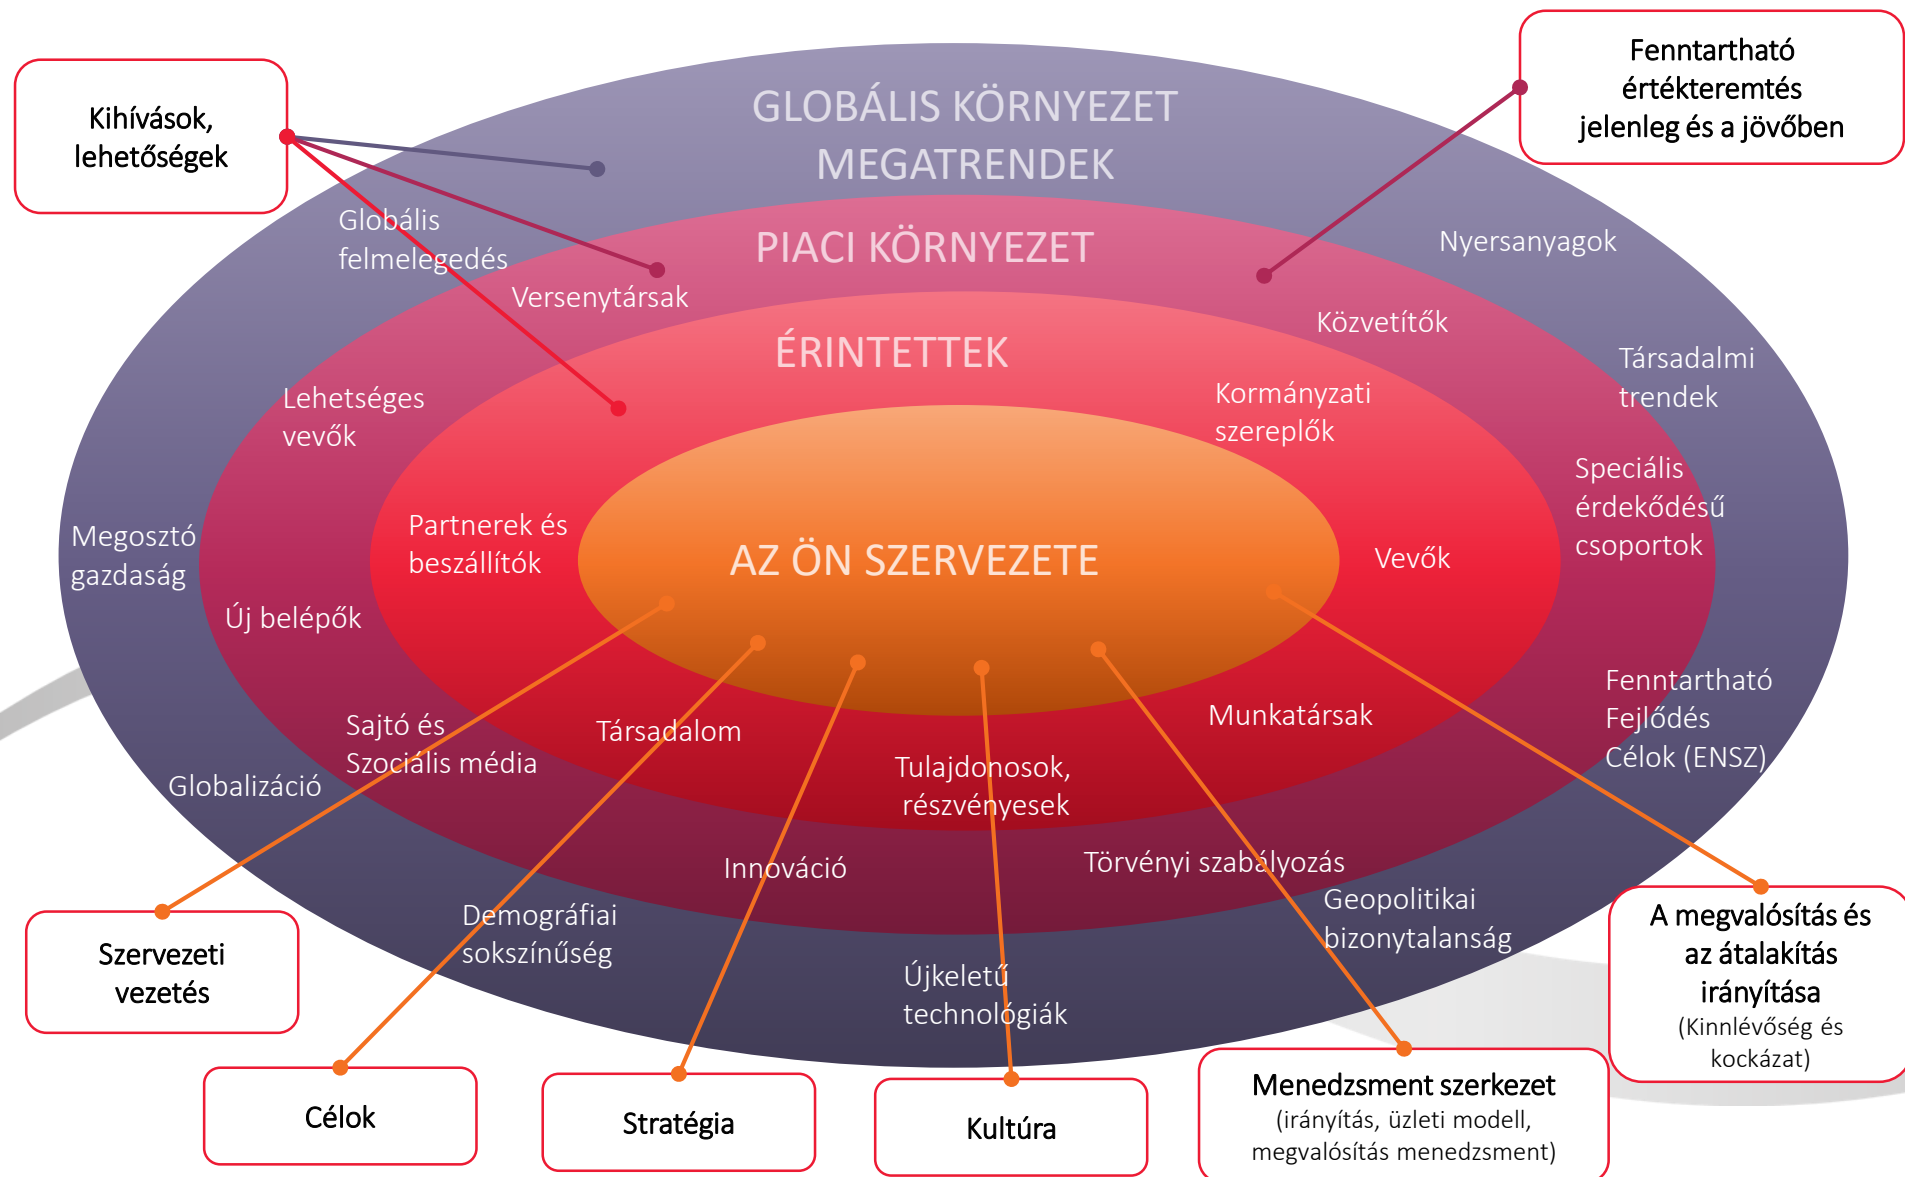 Kihívások,
lehetőségek
Fenntartható
értékteremtés
jelenleg és a jövőben
GLOBÁLIS KÖRNYEZET
MEGATRENDEK
Globális
felmelegedés
Nyersanyagok
PIACI KÖRNYEZET
Versenytársak
Közvetítők
ÉRINTETTEK
Társadalmi
trendek
Lehetséges
vevők
Kormányzati
szereplők
Speciális
érdekődésű
csoportok
Megosztó
gazdaság
Partnerek és
beszállítók
AZ ÖN SZERVEZETE
Vevők
Új belépők
Fenntartható
Fejlődés
Célok (ENSZ)
Sajtó és
Szociális média
Társadalom
Munkatársak
Globalizáció
Tulajdonosok,
részvényesek
Innováció
Törvényi szabályozás
Demográfiai
sokszínűség
Geopolitikai
bizonytalanság
Újkeletű
technológiák
Szervezeti
vezetés
A megvalósítás és
az átalakítás
irányítása
(Kinnlévőség és
kockázat)
Célok
Stratégia
Kultúra
Menedzsment szerkezet
(irányítás, üzleti modell,
megvalósítás menedzsment)